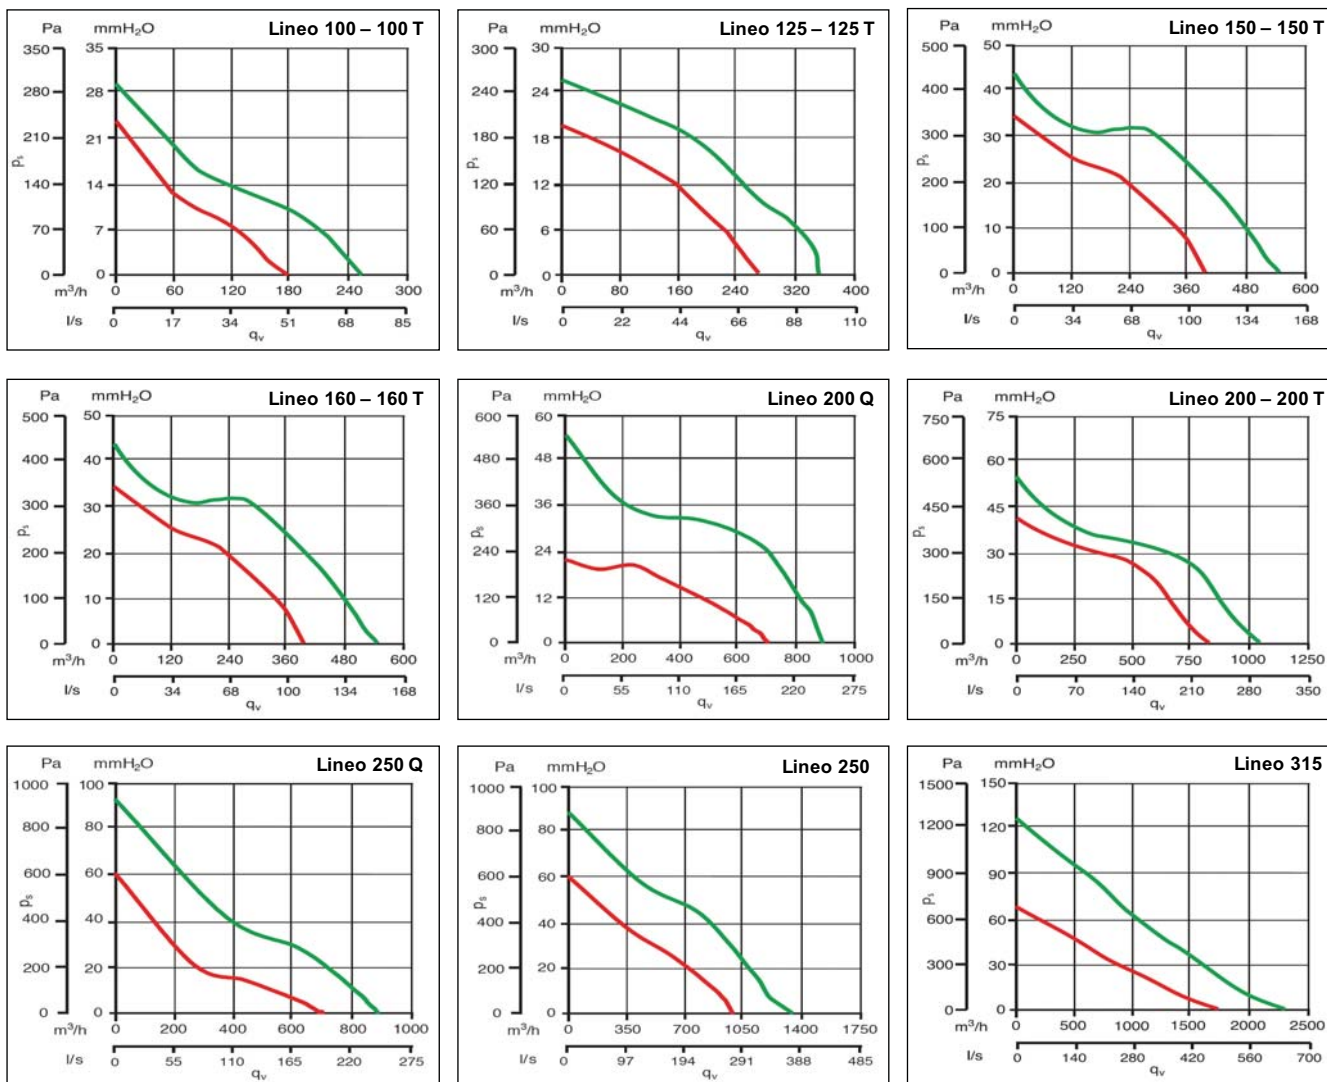 Pa mmH₂O Lineo 100 – 100 T
350 35
280 28
210 21
pₛ
140 14
70 7
0 0
m³/h 0 60 120 180 240 300
l/s 0 17 34 51 68 85
qᵥ
Pa mmH₂O Lineo 125 – 125 T
300 30
240 24
180 18
pₛ
120 12
60 6
0 0
m³/h 0 80 160 240 320 400
l/s 0 22 44 66 88 110
qᵥ
Pa mmH₂O Lineo 150 – 150 T
500 50
400 40
300 30
pₛ
200 20
100 10
0 0
m³/h 0 120 240 360 480 600
l/s 0 34 68 100 134 168
qᵥ
Pa mmH₂O Lineo 160 – 160 T
500 50
400 40
300 30
pₛ
200 20
100 10
0 0
m³/h 0 120 240 360 480 600
l/s 0 34 68 100 134 168
qᵥ
Pa mmH₂O Lineo 200 Q
600 60
480 48
360 36
pₛ
240 24
120 12
0 0
m³/h 0 200 400 600 800 1000
l/s 0 55 110 165 220 275
qᵥ
Pa mmH₂O Lineo 200 – 200 T
750 75
600 60
450 45
pₛ
300 30
150 15
0 0
m³/h 0 250 500 750 1000 1250
l/s 0 70 140 210 280 350
qᵥ
Pa mmH₂O Lineo 250 Q
1000 100
800 80
600 60
pₛ
400 40
200 20
0 0
m³/h 0 200 400 600 800 1000
l/s 0 55 110 165 220 275
qᵥ
Pa mmH₂O Lineo 250
1000 100
800 80
600 60
pₛ
400 40
200 20
0 0
m³/h 0 350 700 1050 1400 1750
l/s 0 97 194 291 388 485
qᵥ
Pa mmH₂O Lineo 315
1500 150
1200 120
900 90
pₛ
600 60
300 30
0 0
m³/h 0 500 1000 1500 2000 2500
l/s 0 140 280 420 560 700
qᵥ